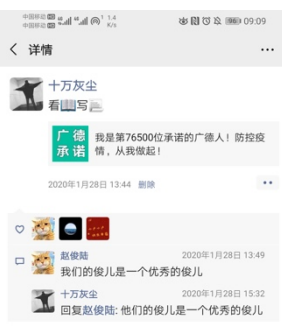 中国移动 HD 4G 1.4
中国移动 HD 4G K/s 09:09
详情
十万灰尘
看📖写📝
广德
承诺
我是第76500位承诺的广德人！防控疫
情，从我做起！
2020年1月28日 13:44 删除
赵俊陆 2020年1月28日 13:49
我们的俊儿是一个优秀的俊儿
十万灰尘 2020年1月28日 15:32
回复赵俊陆: 他们的俊儿是一个优秀的俊儿